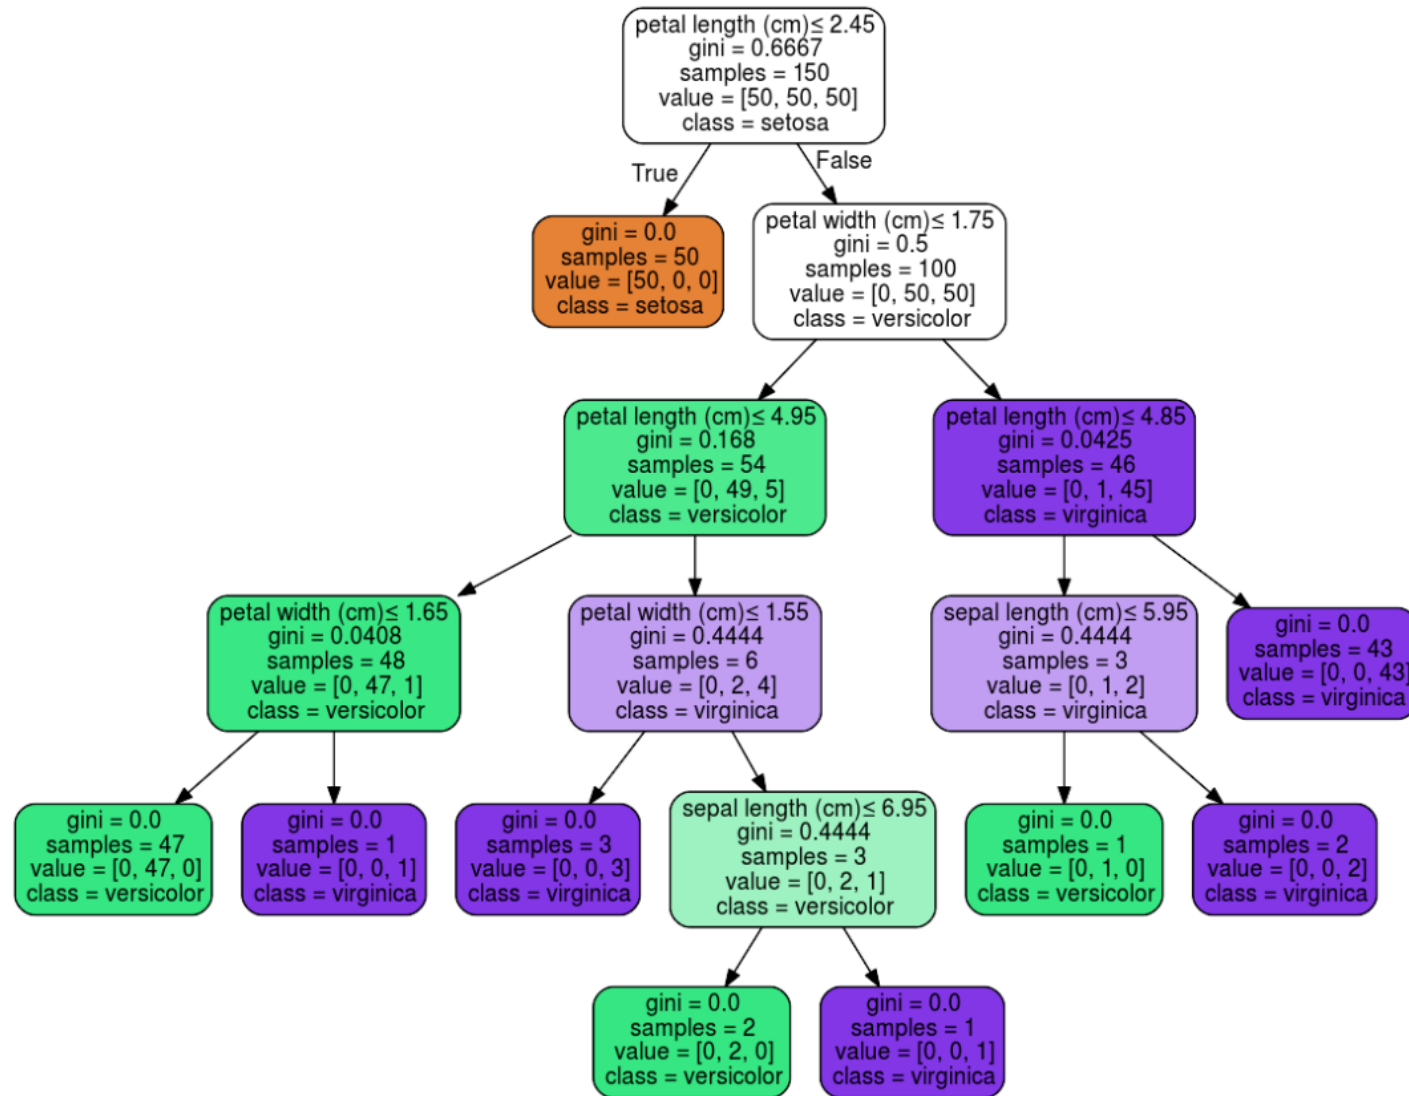 petal length (cm)≤ 2.45
gini = 0.6667
samples = 150
value = [50, 50, 50]
class = setosa
True
False
gini = 0.0
samples = 50
value = [50, 0, 0]
class = setosa
petal width (cm)≤ 1.75
gini = 0.5
samples = 100
value = [0, 50, 50]
class = versicolor
petal length (cm)≤ 4.95
gini = 0.168
samples = 54
value = [0, 49, 5]
class = versicolor
petal length (cm)≤ 4.85
gini = 0.0425
samples = 46
value = [0, 1, 45]
class = virginica
petal width (cm)≤ 1.65
gini = 0.0408
samples = 48
value = [0, 47, 1]
class = versicolor
petal width (cm)≤ 1.55
gini = 0.4444
samples = 6
value = [0, 2, 4]
class = virginica
sepal length (cm)≤ 5.95
gini = 0.4444
samples = 3
value = [0, 1, 2]
class = virginica
gini = 0.0
samples = 43
value = [0, 0, 43]
class = virginica
gini = 0.0
samples = 47
value = [0, 47, 0]
class = versicolor
gini = 0.0
samples = 1
value = [0, 0, 1]
class = virginica
gini = 0.0
samples = 3
value = [0, 0, 3]
class = virginica
sepal length (cm)≤ 6.95
gini = 0.4444
samples = 3
value = [0, 2, 1]
class = versicolor
gini = 0.0
samples = 1
value = [0, 1, 0]
class = versicolor
gini = 0.0
samples = 2
value = [0, 0, 2]
class = virginica
gini = 0.0
samples = 2
value = [0, 2, 0]
class = versicolor
gini = 0.0
samples = 1
value = [0, 0, 1]
class = virginica